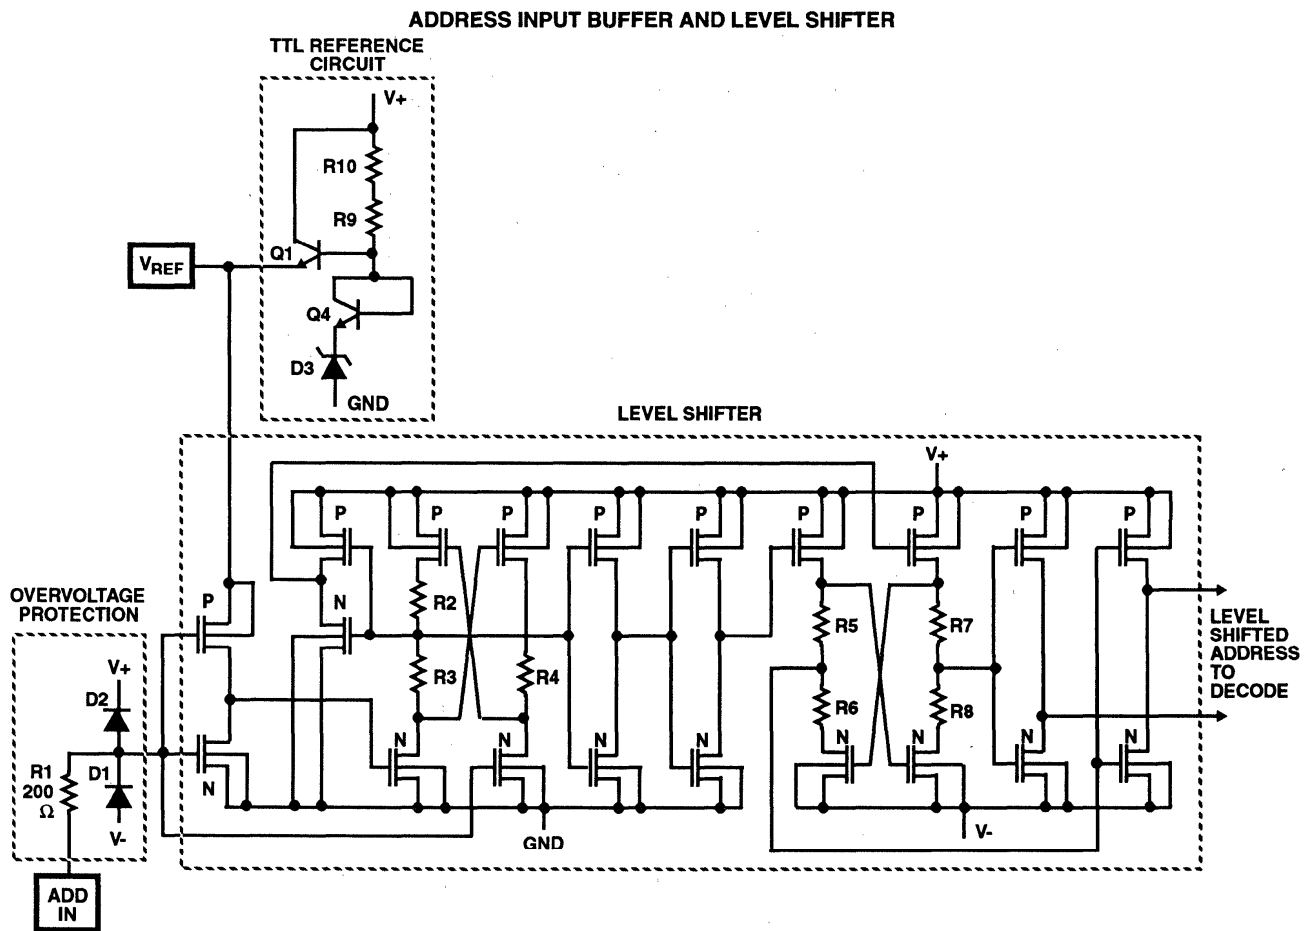 ADDRESS INPUT BUFFER AND LEVEL SHIFTER
TTL REFERENCE
CIRCUIT
V+
R10
R9
Q1
VREF
Q4
D3
GND
LEVEL SHIFTER
V+
P
P
P
P
P
P
P
P
P
OVERVOLTAGE
PROTECTION
P
N
R2
R5
R7
LEVEL
SHIFTED
ADDRESS
TO
DECODE
V+
R3
R4
D2
R6
R8
N
N
N
N
N
N
N
N
R1
200
Ω
D1
N
V-
GND
V-
ADD
IN